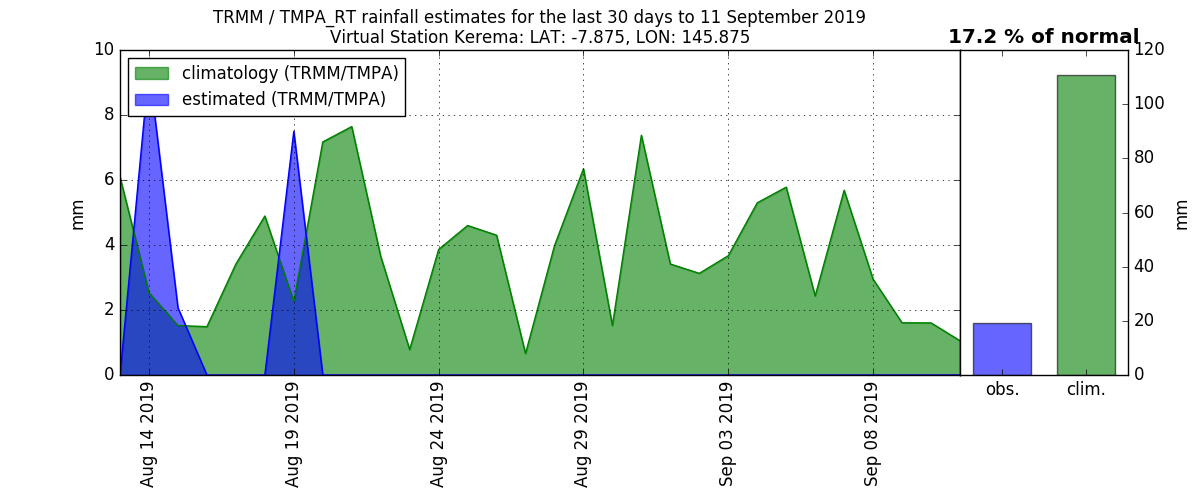 TRMM / TMPA_RT rainfall estimates for the last 30 days to 11 September 2019
Virtual Station Kerema: LAT: -7.875, LON: 145.875
17.2 % of normal
climatology (TRMM/TMPA)
estimated (TRMM/TMPA)
10
8
6
4
2
0
mm
Aug 14 2019
Aug 19 2019
Aug 24 2019
Aug 29 2019
Sep 03 2019
Sep 08 2019
120
100
80
60
40
20
0
mm
obs.
clim.